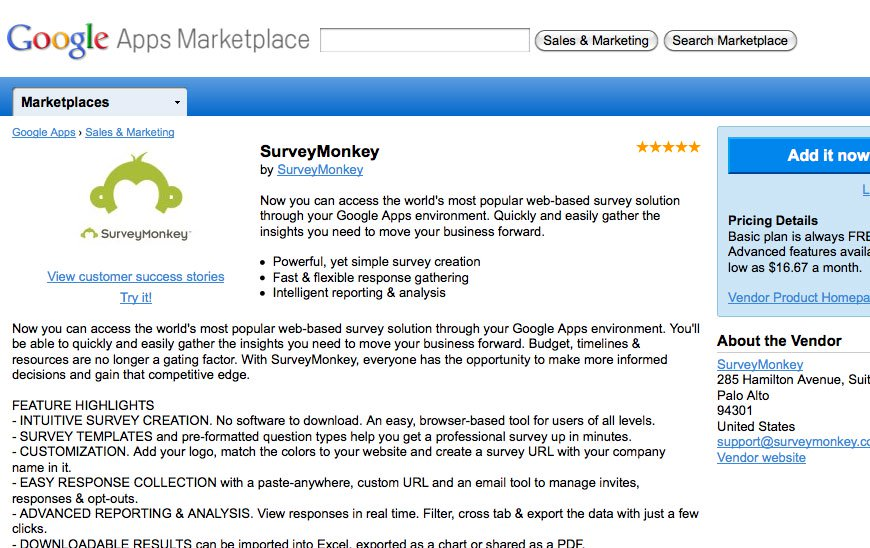 Google Apps Marketplace
Sales & Marketing
Search Marketplace
Marketplaces
Google Apps › Sales & Marketing
SurveyMonkey™
View customer success stories
Try it!
SurveyMonkey
by SurveyMonkey
Now you can access the world's most popular web-based survey solution
through your Google Apps environment. Quickly and easily gather the
insights you need to move your business forward.
• Powerful, yet simple survey creation
• Fast & flexible response gathering
• Intelligent reporting & analysis
Now you can access the world's most popular web-based survey solution through your Google Apps environment. You'll
be able to quickly and easily gather the insights you need to move your business forward. Budget, timelines &
resources are no longer a gating factor. With SurveyMonkey, everyone has the opportunity to make more informed
decisions and gain that competitive edge.
FEATURE HIGHLIGHTS
- INTUITIVE SURVEY CREATION. No software to download. An easy, browser-based tool for users of all levels.
- SURVEY TEMPLATES and pre-formatted question types help you get a professional survey up in minutes.
- CUSTOMIZATION. Add your logo, match the colors to your website and create a survey URL with your company
name in it.
- EASY RESPONSE COLLECTION with a paste-anywhere, custom URL and an email tool to manage invites,
responses & opt-outs.
- ADVANCED REPORTING & ANALYSIS. View responses in real time. Filter, cross tab & export the data with just a few
clicks.
- DOWNLOADABLE RESULTS can be imported into Excel, exported as a chart or shared as a PDF.
Add it now
L
Pricing Details
Basic plan is always FRE
Advanced features availa
low as $16.67 a month.
Vendor Product Homepa
About the Vendor
SurveyMonkey
285 Hamilton Avenue, Suit
Palo Alto
94301
United States
support@surveymonkey.co
Vendor website